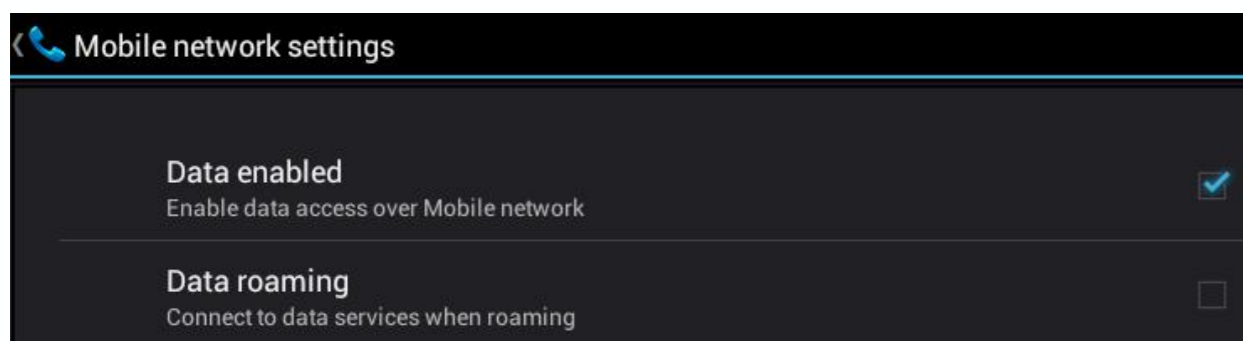 Mobile network settings
Data enabled
Enable data access over Mobile network
Data roaming
Connect to data services when roaming